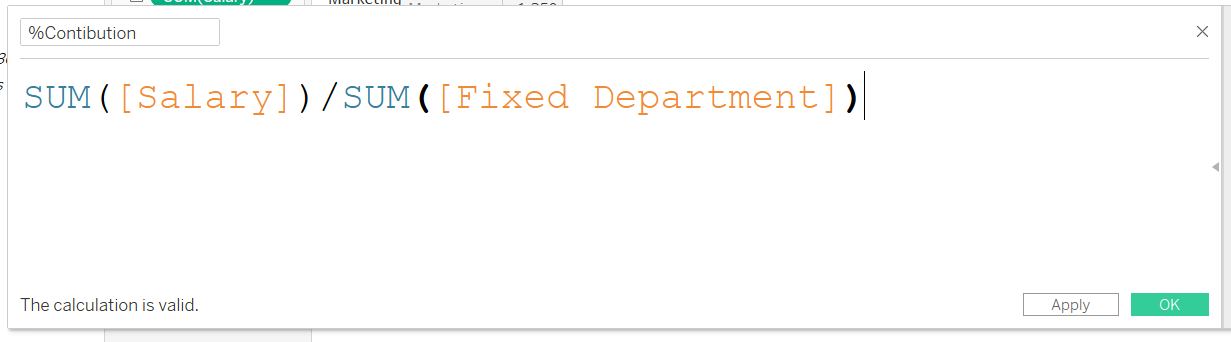 %Contibution
SUM([Salary])/SUM([Fixed Department])
The calculation is valid.
Apply
OK